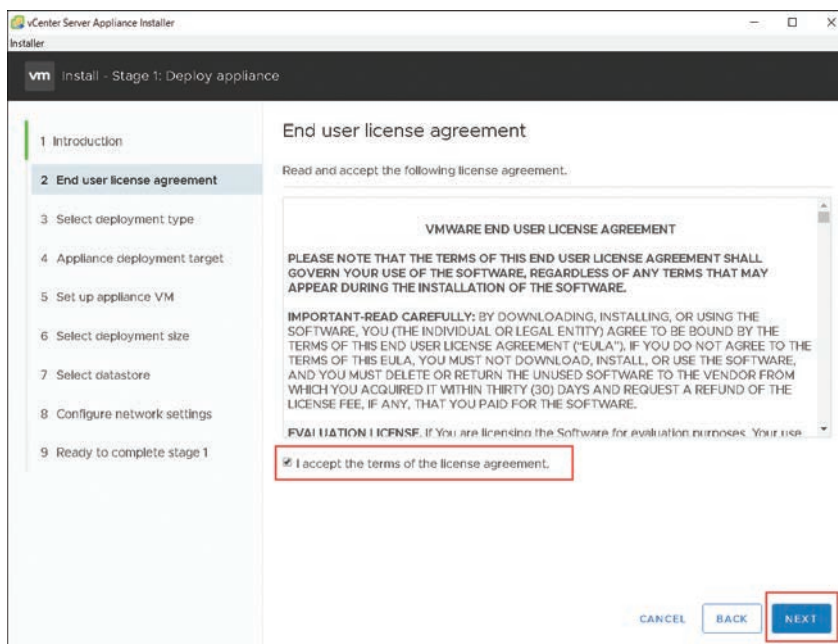 vCenter Server Appliance Installer
Installer
vm Install - Stage 1: Deploy appliance
1 Introduction
2 End user license agreement
3 Select deployment type
4 Appliance deployment target
5 Set up appliance VM
6 Select deployment size
7 Select datastore
8 Configure network settings
9 Ready to complete stage 1
End user license agreement
Read and accept the following license agreement.
VMWARE END USER LICENSE AGREEMENT
PLEASE NOTE THAT THE TERMS OF THIS END USER LICENSE AGREEMENT SHALL
GOVERN YOUR USE OF THE SOFTWARE, REGARDLESS OF ANY TERMS THAT MAY
APPEAR DURING THE INSTALLATION OF THE SOFTWARE.
IMPORTANT-READ CAREFULLY: BY DOWNLOADING, INSTALLING, OR USING THE
SOFTWARE, YOU (THE INDIVIDUAL OR LEGAL ENTITY) AGREE TO BE BOUND BY THE
TERMS OF THIS END USER LICENSE AGREEMENT (“EULA”). IF YOU DO NOT AGREE TO THE
TERMS OF THIS EULA, YOU MUST NOT DOWNLOAD, INSTALL, OR USE THE SOFTWARE,
AND YOU MUST DELETE OR RETURN THE UNUSED SOFTWARE TO THE VENDOR FROM
WHICH YOU ACQUIRED IT WITHIN THIRTY (30) DAYS AND REQUEST A REFUND OF THE
LICENSE FEE, IF ANY, THAT YOU PAID FOR THE SOFTWARE.
EVALUATION LICENSE. If You are licensing the Software for evaluation purposes, Your use
I accept the terms of the license agreement.
CANCEL BACK NEXT